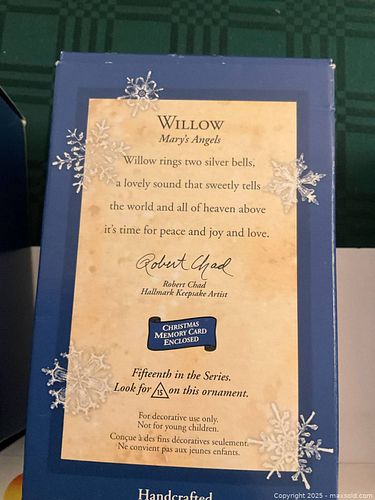 WILLOW
Mary's Angels
Willow rings two silver bells,
a lovely sound that sweetly tells
the world and all of heaven above
it's time for peace and joy and love.
Robert Chad
Robert Chad
Hallmark Keepsake Artist
CHRISTMAS
MEMORY CARD
ENCLOSED
Fifteenth in the Series.
Look for 15 on this ornament.
For decorative use only.
Not for young children.
Conçue à des fins décoratives seulement.
Ne convient pas aux jeunes enfants.
Handcrafted
Copyright 2025 - maxsold.com